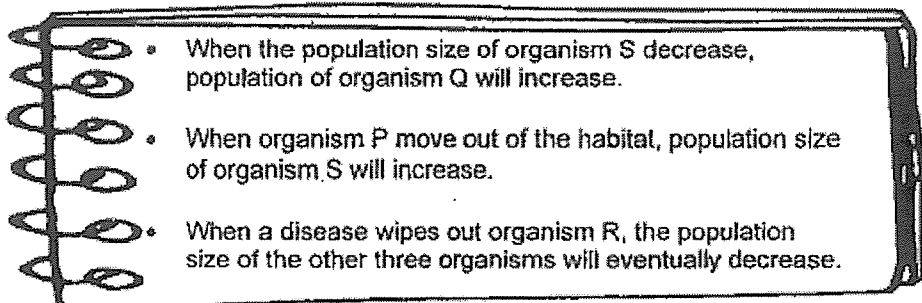 • When the population size of organism S decrease,
population of organism Q will increase.
• When organism P move out of the habitat, population size
of organism S will increase.
• When a disease wipes out organism R, the population
size of the other three organisms will eventually decrease.